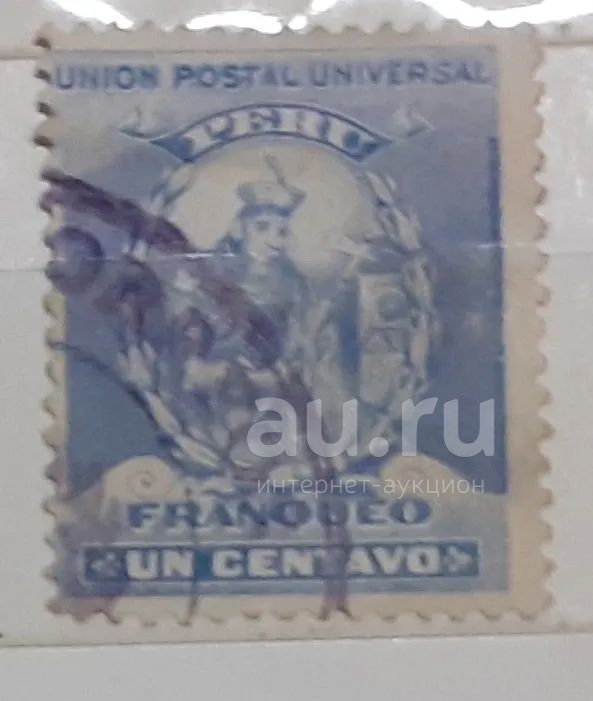 UNION POSTAL UNIVERSAL
PERU
au.ru
интернет-аукцион
FRANQUEO
UN CENTAVO